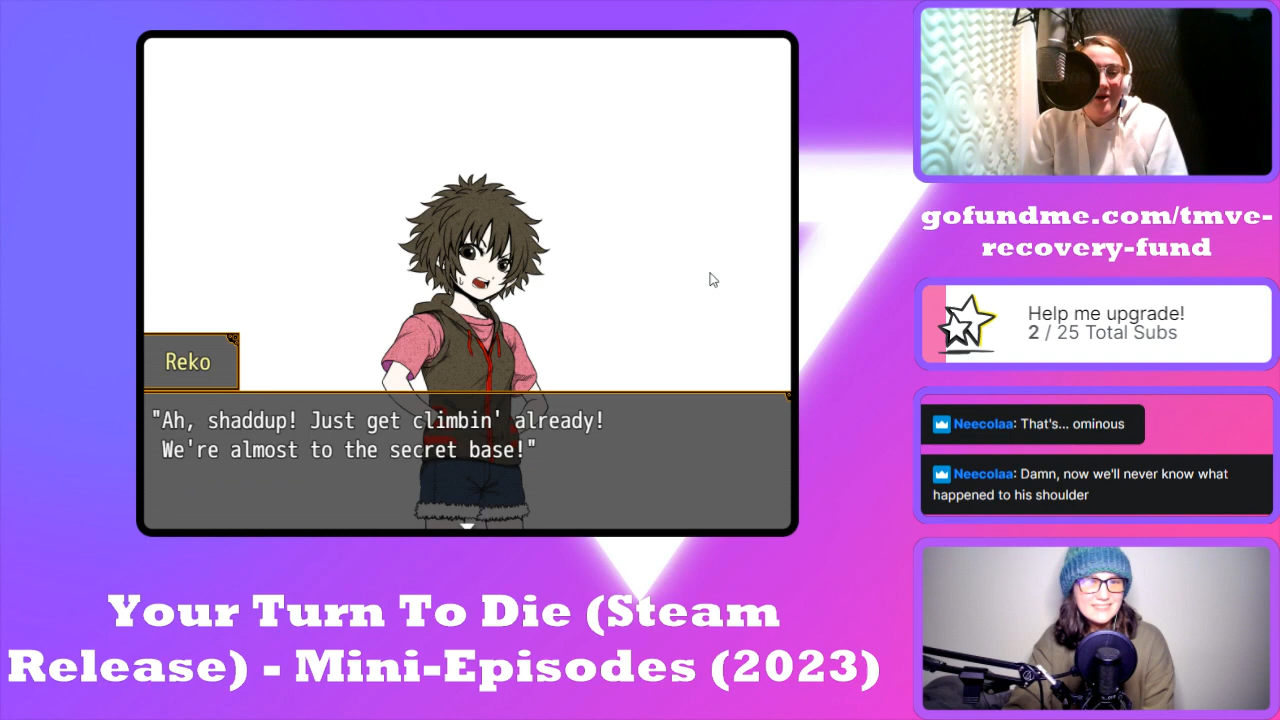 Reko
"Ah, shaddup! Just get climbin' already!
We're almost to the secret base!"
Your Turn To Die (Steam
Release) - Mini-Episodes (2023)
gofundme.com/tmve-
recovery-fund
Help me upgrade!
2 / 25 Total Subs
Neecolaa: That's... ominous
Neecolaa: Damn, now we'll never know what
happened to his shoulder